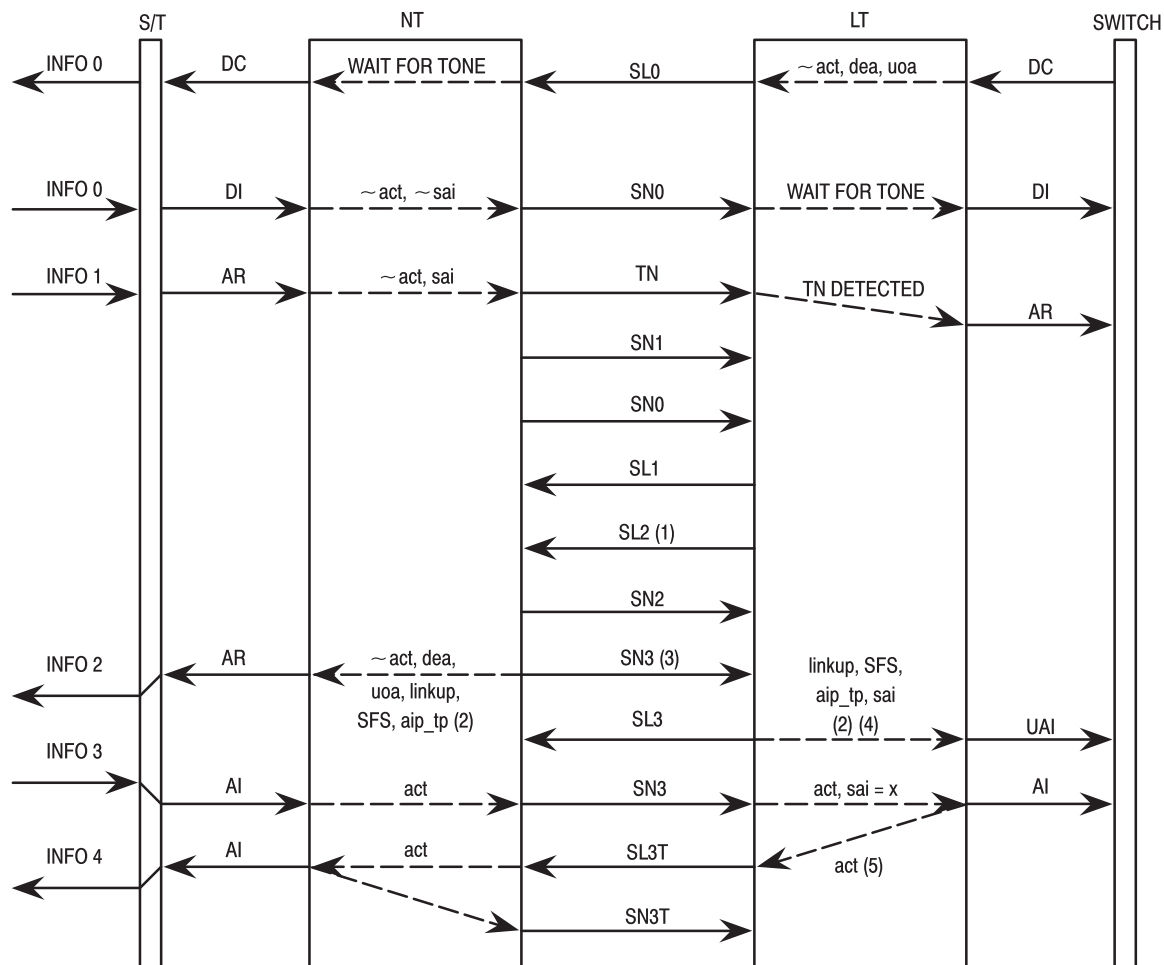 S/T NT LT SWITCH
INFO 0 DC WAIT FOR TONE SL0 ~act, dea, uoa DC
INFO 0 DI ~act, ~sai SN0 WAIT FOR TONE DI
INFO 1 AR ~act, sai TN TN DETECTED AR
SN1
SN0
SL1
SL2 (1)
SN2
INFO 2 AR ~act, dea, SN3 (3) linkup, SFS,
uoa, linkup, aip_tp, sai
SFS, aip_tp (2) SL3 (2) (4) UAI
INFO 3
AI act SN3 act, sai = x AI
INFO 4 AI act SL3T act (5)
SN3T